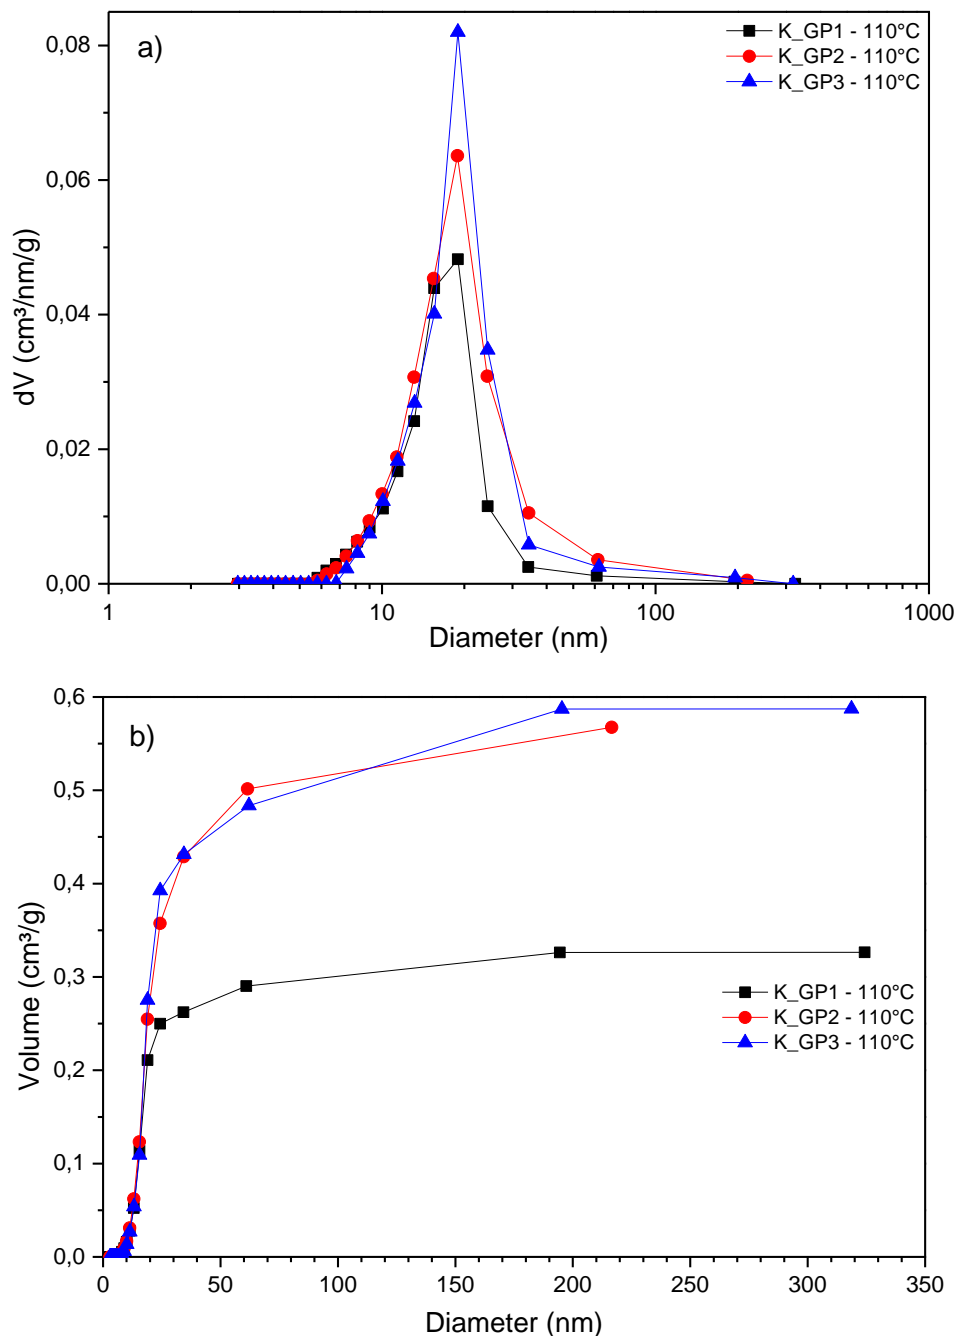 a)
K_GP1 - 110°C
K_GP2 - 110°C
K_GP3 - 110°C
0,08
0,06
0,04
0,02
0,00
dV (cm³/nm/g)
1 10 100 1000
Diameter (nm)
b)
0,6
0,5
0,4
0,3
0,2
0,1
0,0
Volume (cm³/g)
K_GP1 - 110°C
K_GP2 - 110°C
K_GP3 - 110°C
0 50 100 150 200 250 300 350
Diameter (nm)